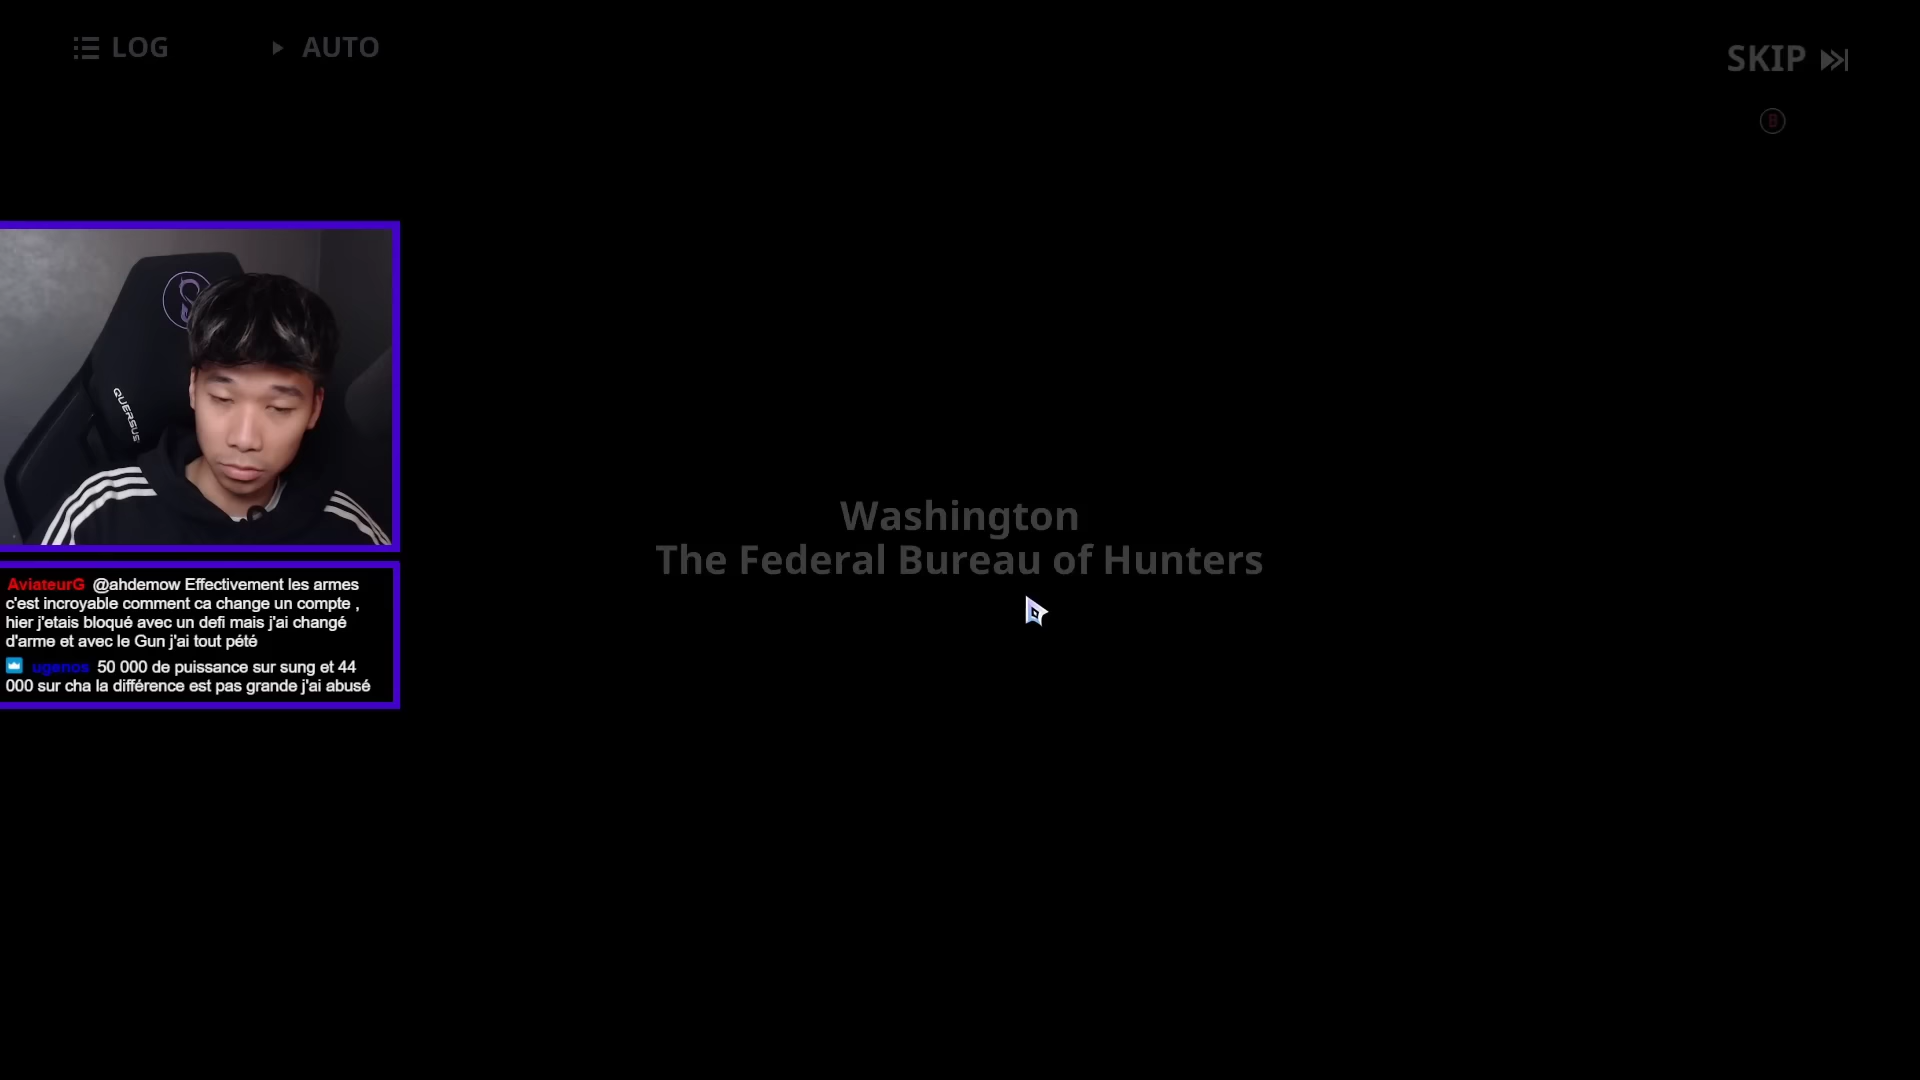 LOG
AUTO
SKIP
B
QUERSUS
Washington
The Federal Bureau of Hunters
AviateurG @ahdemow Effectivement les armes
c'est incroyable comment ca change un compte ,
hier j'etais bloqué avec un defi mais j'ai changé
d'arme et avec le Gun j'ai tout pété
ugenos 50 000 de puissance sur sung et 44
000 sur cha la différence est pas grande j'ai abusé